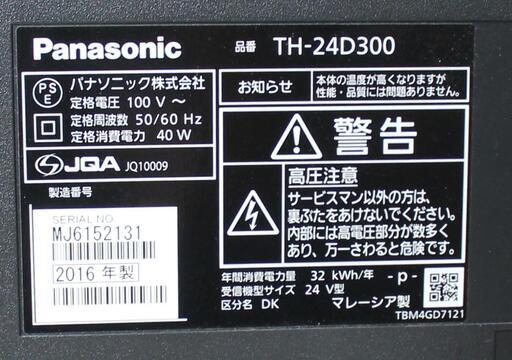 Panasonic
品番 TH-24D300
パナソニック株式会社
定格電圧 100 V ～
定格周波数 50/60 Hz
定格消費電力 40 W
PS
E
JQA JQ10009
製造番号
SERIAL NO
MJ6152131
2016 年製
お知らせ
本体の温度が高くなりますが
性能・品質には問題ありません。
警告
高圧注意
サービスマン以外の方は、
裏ぶたをあけないでください。
内部には高電圧部分が数多く
あり、万一さわると危険です。
年間消費電力量 32 kWh/年
受信機型サイズ 24 V型
区分名 DK マレーシア製
-p-
TBM4GD7121